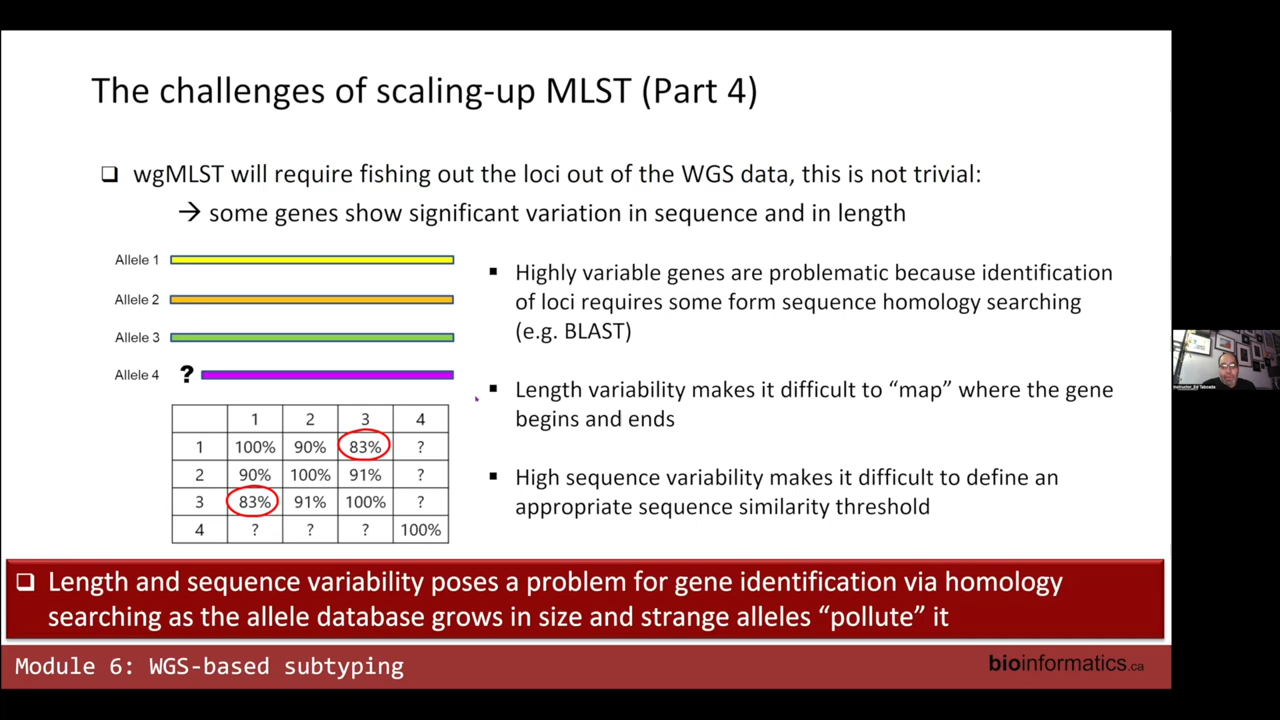 The challenges of scaling-up MLST (Part 4)
wgMLST will require fishing out the loci out of the WGS data, this is not trivial:
→ some genes show significant variation in sequence and in length
Allele 1
Allele 2
Allele 3
Allele 4 ?
1 2 3 4
1 100% 90% 83% ?
2 90% 100% 91% ?
3 83% 91% 100% ?
4 ? ? ? 100%
Highly variable genes are problematic because identification
of loci requires some form sequence homology searching
(e.g. BLAST)
Length variability makes it difficult to “map” where the gene
begins and ends
High sequence variability makes it difficult to define an
appropriate sequence similarity threshold
Length and sequence variability poses a problem for gene identification via homology
searching as the allele database grows in size and strange alleles “pollute” it
Module 6: WGS-based subtyping
bioinformatics.ca
Instructor_Ed Taboada